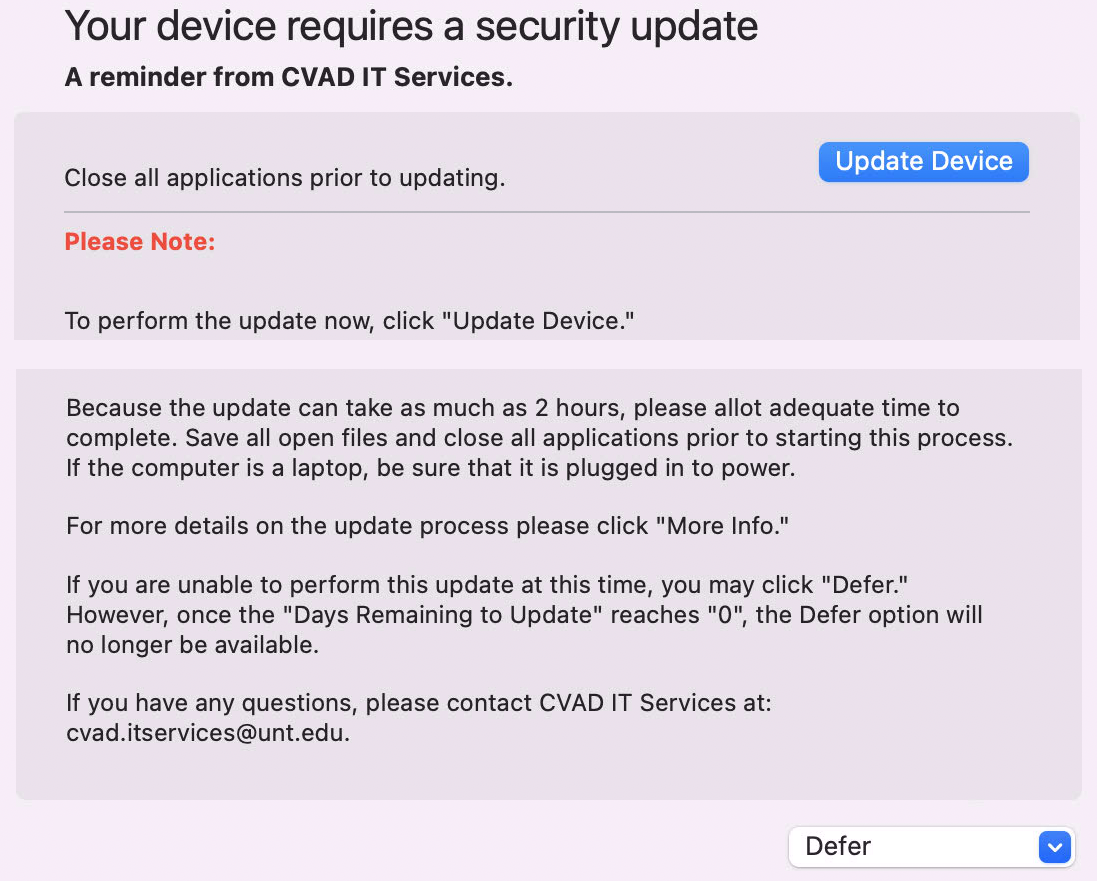 Your device requires a security update
A reminder from CVAD IT Services.
Close all applications prior to updating.
Update Device
Please Note:
To perform the update now, click "Update Device."
Because the update can take as much as 2 hours, please allot adequate time to
complete. Save all open files and close all applications prior to starting this process.
If the computer is a laptop, be sure that it is plugged in to power.
For more details on the update process please click "More Info."
If you are unable to perform this update at this time, you may click "Defer."
However, once the "Days Remaining to Update" reaches "0", the Defer option will
no longer be available.
If you have any questions, please contact CVAD IT Services at:
cvad.itservices@unt.edu.
Defer